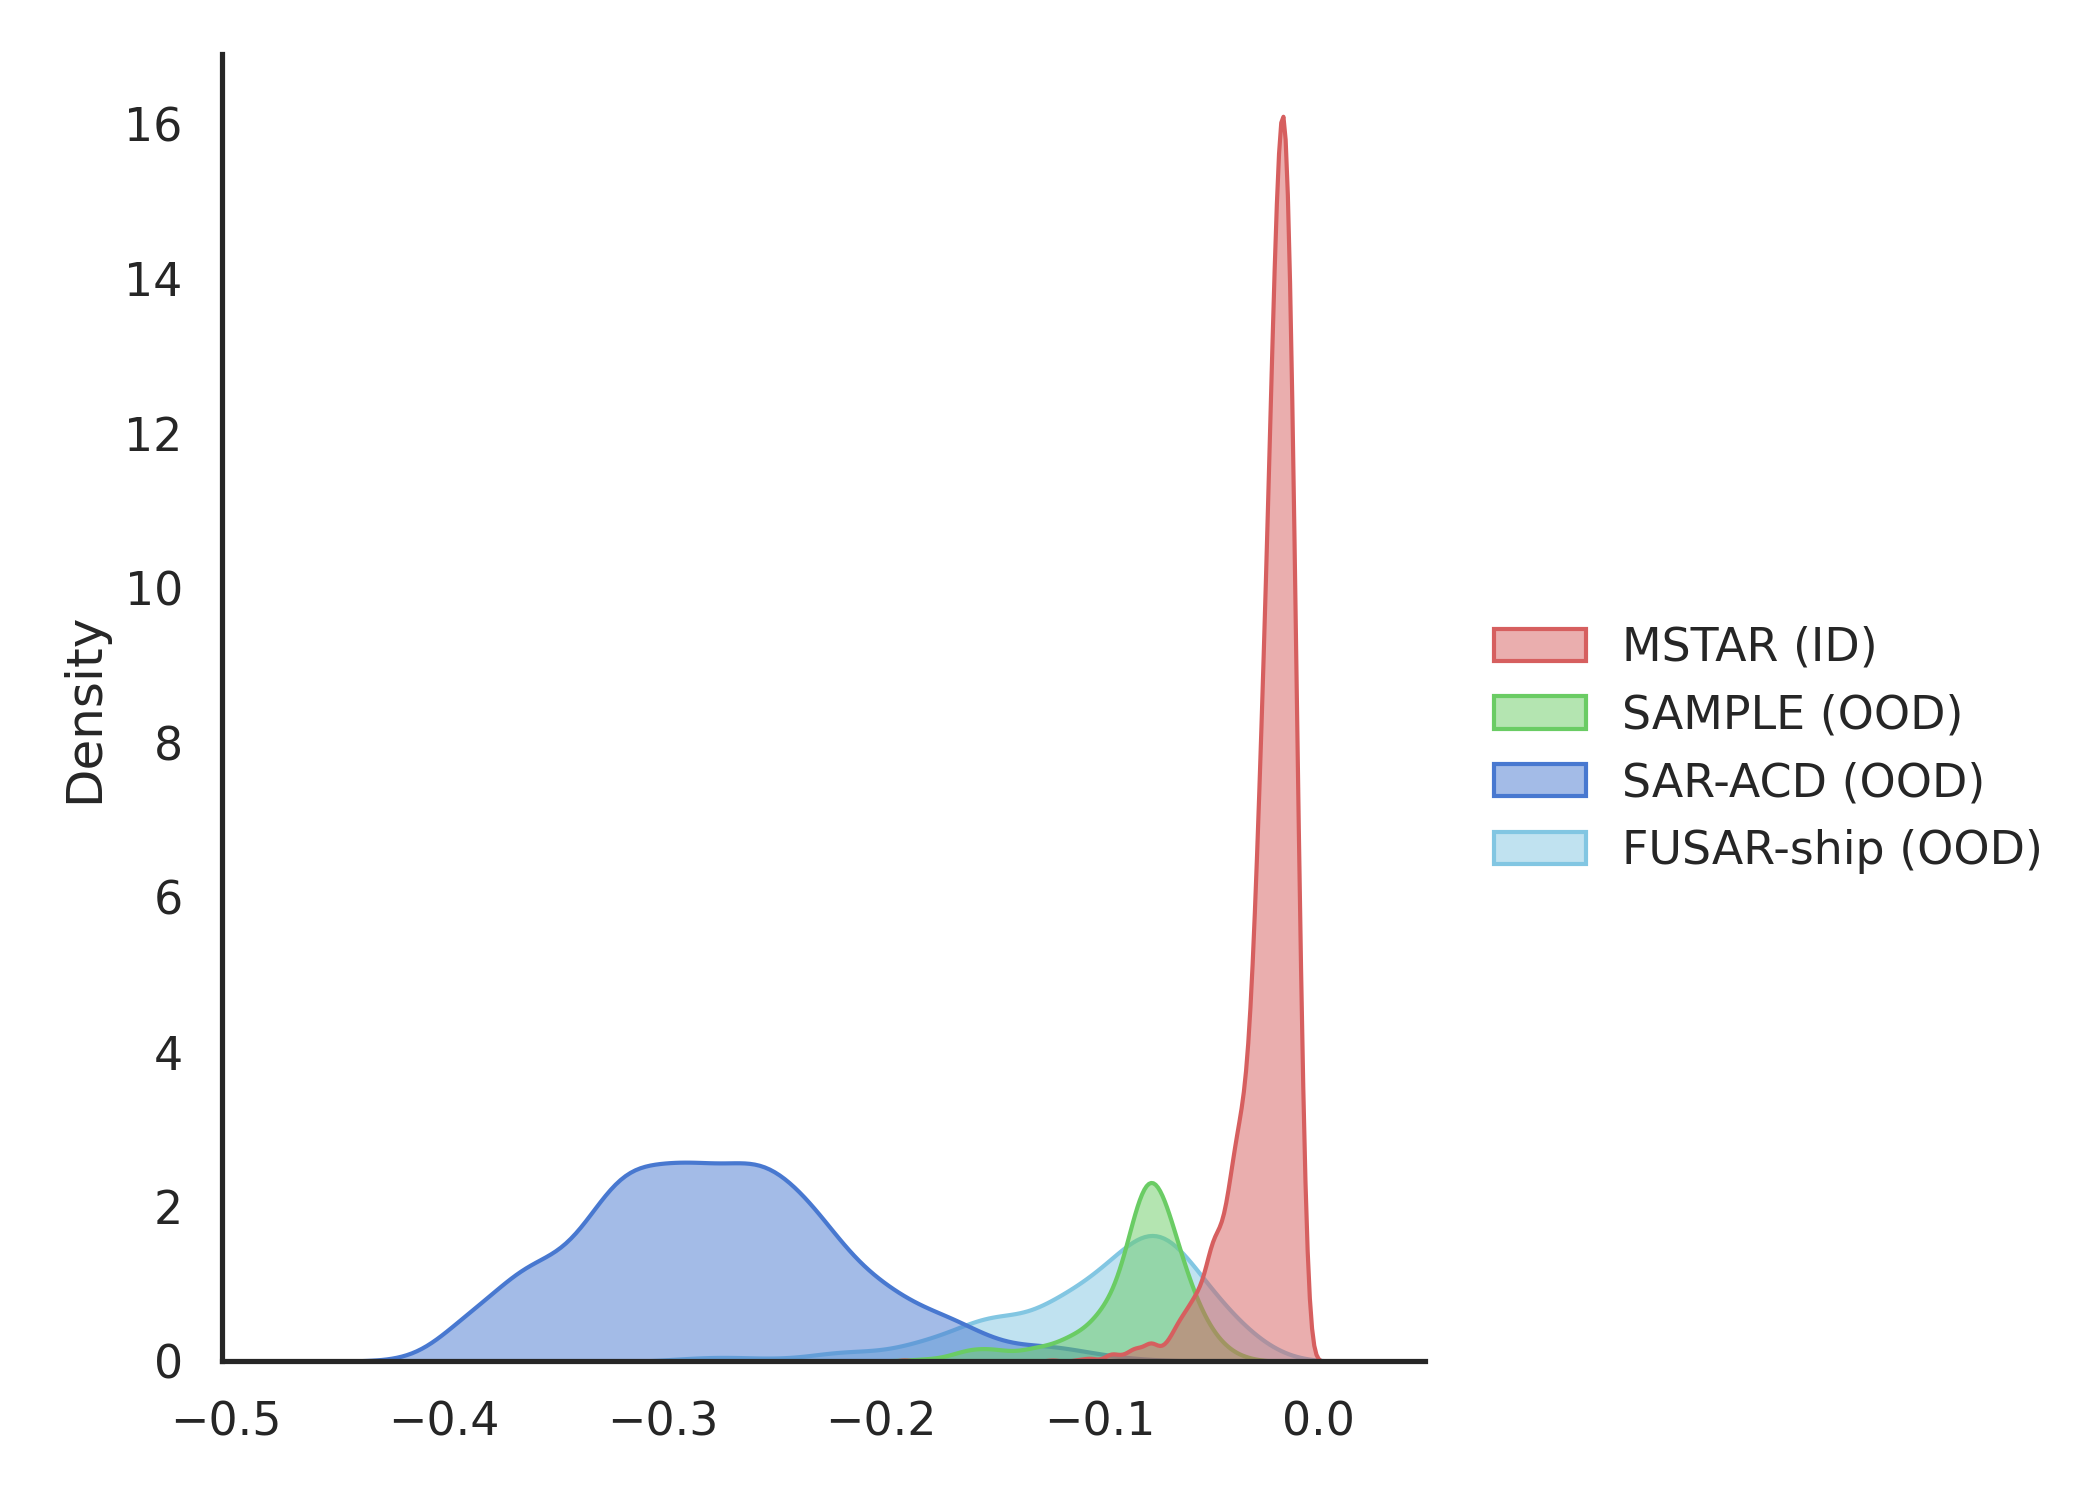 Density
16
14
12
10
8
6
4
2
0
−0.5 −0.4 −0.3 −0.2 −0.1 0.0
MSTAR (ID)
SAMPLE (OOD)
SAR-ACD (OOD)
FUSAR-ship (OOD)